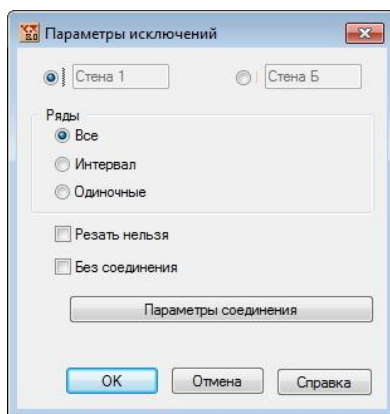 Параметры исключений
Стена 1 Стена Б
Ряды
Все
Интервал
Одиночные
Резать нельзя
Без соединения
Параметры соединения
OK Отмена Справка